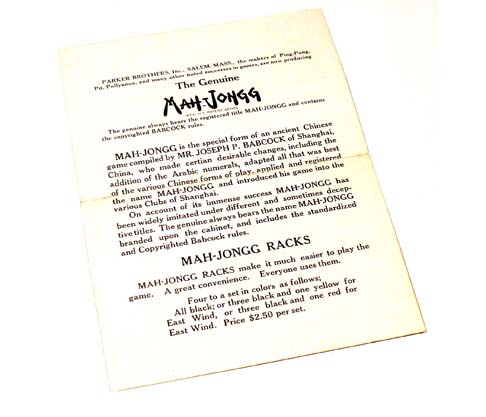 PARKER BROTHERS, Inc., SALEM, MASS., the makers of Ping-Pong,
Pit, Pollyanna, and many other noted successes in games, are now producing
The Genuine
MAH-JONGG
The genuine always bears the registered title MAH-JONGG and contains
the copyrighted BABCOCK rules.
MAH-JONGG is the special form of an ancient Chinese
game compiled by MR. JOSEPH P. BABCOCK of Shanghai,
China, who made certian desirable changes, including the
addition of the Arabic numerals, adapted all that was best
of the various Chinese forms of play, applied and registered
the name MAH-JONGG, and introduced his game into the
various Clubs of Shanghai.
On account of its immense success MAH-JONGG has
been widely imitated under different and sometimes decep-
tive titles. The genuine always bears the name MAH-JONGG
branded upon the cabinet, and includes the standardized
and Copyrighted Babcock rules.
MAH-JONGG RACKS
MAH-JONGG RACKS make it much easier to play the
game. A great convenience. Everyone uses them.
Four to a set in colors as follows;
All black; or three black and one yellow for
East Wind, or three black and one red for
East Wind. Price $2.50 per set.